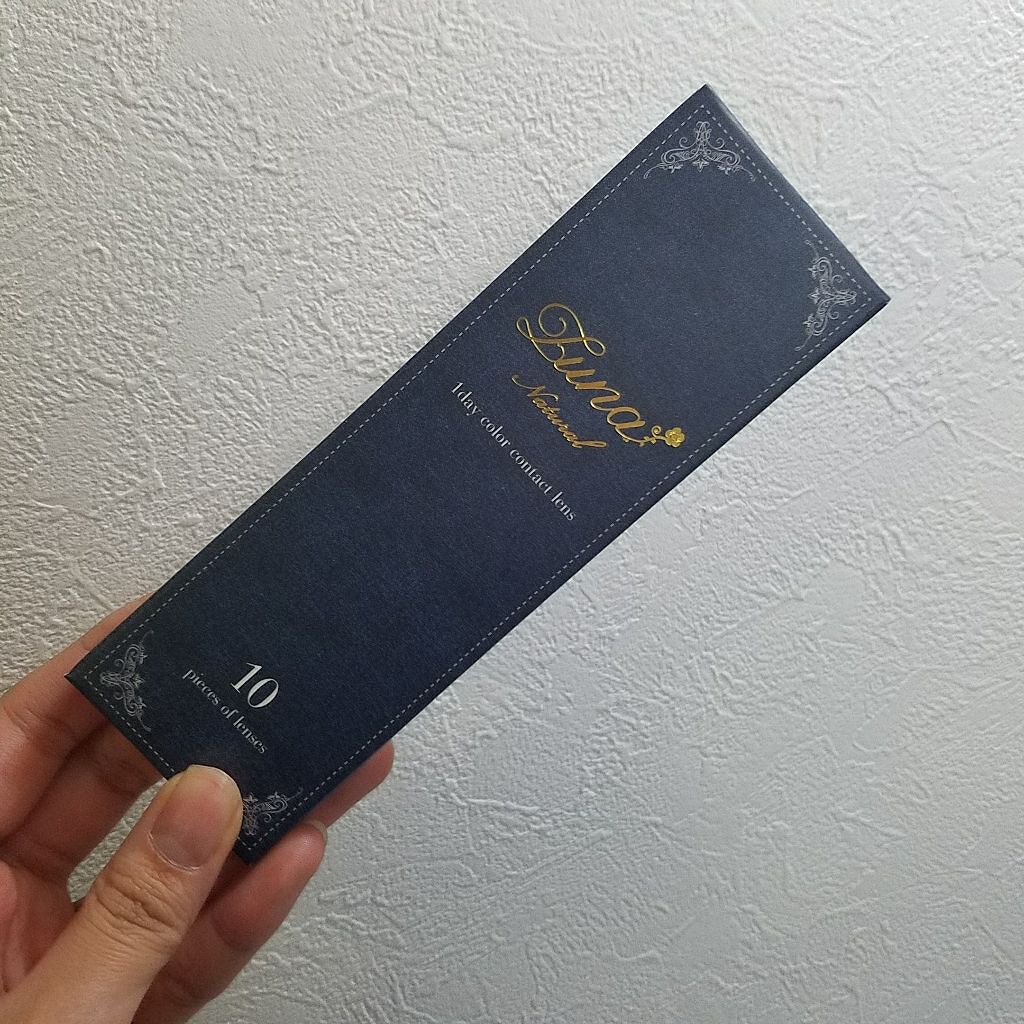 Luna
Natural
1day color contact lens
10
pieces of lenses